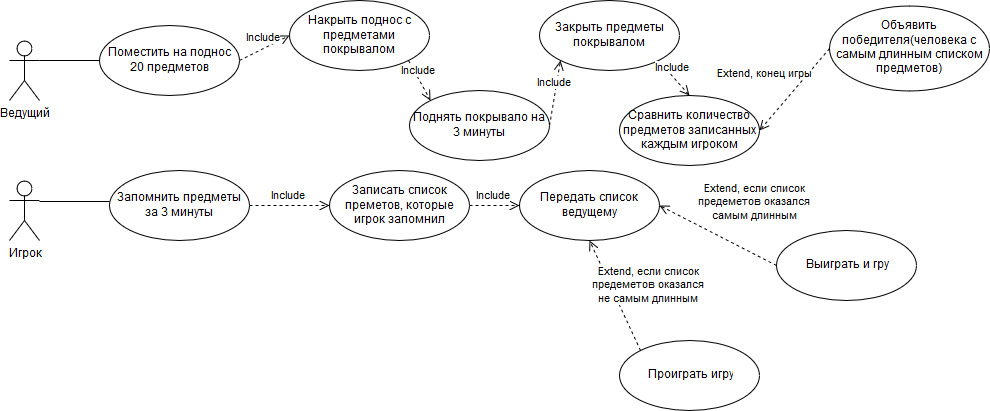 Ведущий
Поместить на поднос
20 предметов
Include
Накрыть поднос с
предметами
покрывалом
Include
Поднять покрывало на
3 минуты
Include
Закрыть предметы
покрывалом
Include
Сравнить количество
предметов записанных
каждым игроком
Extend, конец игры
Объявить
победителя(человека с
самым длинным списком
предметов)
Игрок
Запомнить предметы
за 3 минуты
Include
Записать список
преметов, которые
игрок запомнил
Include
Передать список
ведущему
Extend, если список
предеметов оказался
самым длинным
Выиграть и гру
Extend, если список
предеметов оказался
не самым длинным
Проиграть игру